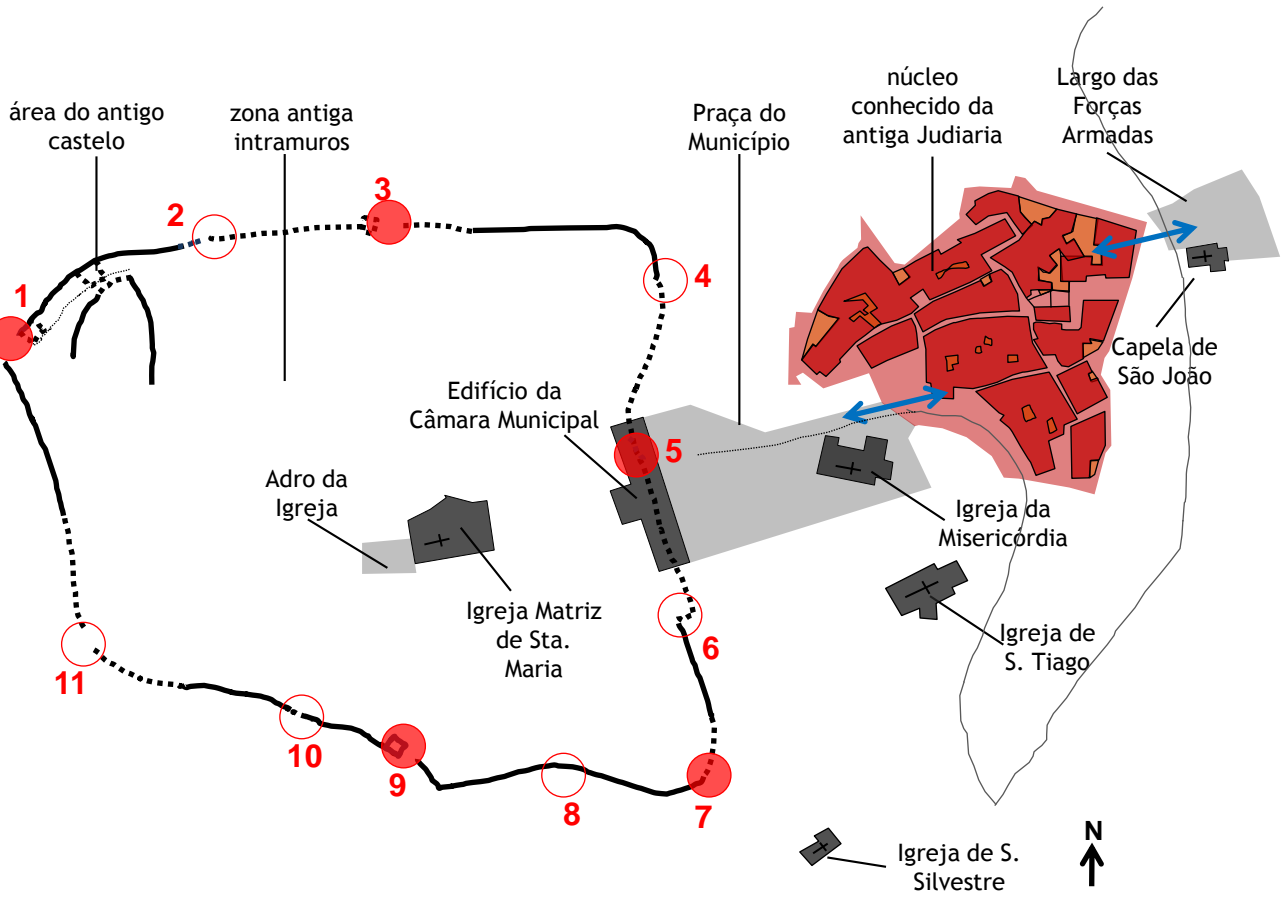 área do antigo
castelo
zona antiga
intramuros
Praça do
Município
núcleo
conhecido da
antiga Judiaria
Largo das
Forças
Armadas
1
2
3
4
5
6
7
8
9
10
11
Edifício da
Câmara Municipal
Capela de
São João
Adro da
Igreja
Igreja Matriz
de Sta.
Maria
Igreja da
Misericórdia
Igreja de
S. Tiago
Igreja de S.
Silvestre
N